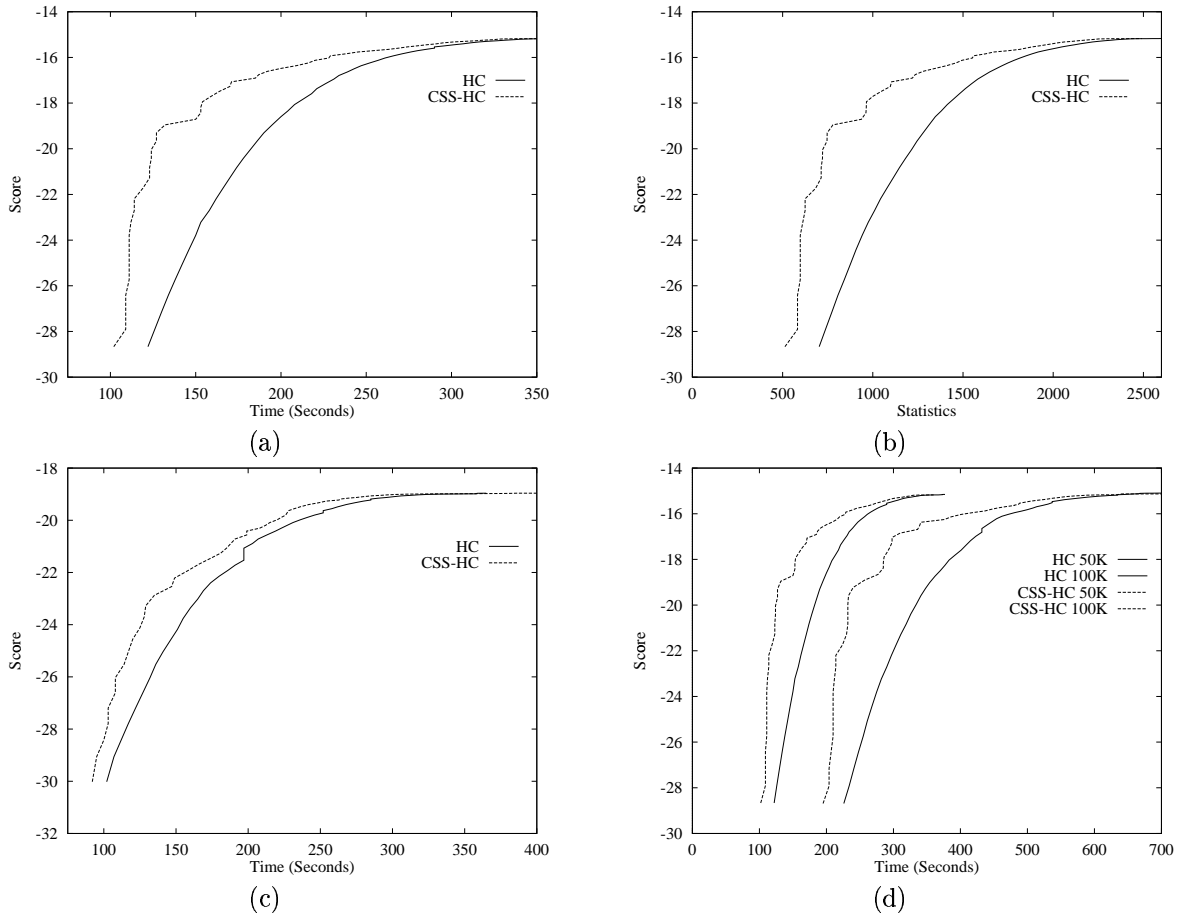 -14
-16
-18
-20
-22
-24
-26
-28
-30
Score
100
150
200
250
300
350
Time (Seconds)
HC
CSS-HC
(a)
-14
-16
-18
-20
-22
-24
-26
-28
-30
Score
0
500
1000
1500
2000
2500
Statistics
HC
CSS-HC
(b)
-18
-20
-22
-24
-26
-28
-30
-32
Score
100
150
200
250
300
350
400
Time (Seconds)
HC
CSS-HC
(c)
-14
-16
-18
-20
-22
-24
-26
-28
-30
Score
0
100
200
300
400
500
600
700
Time (Seconds)
HC 50K
HC 100K
CSS-HC 50K
CSS-HC 100K
(d)